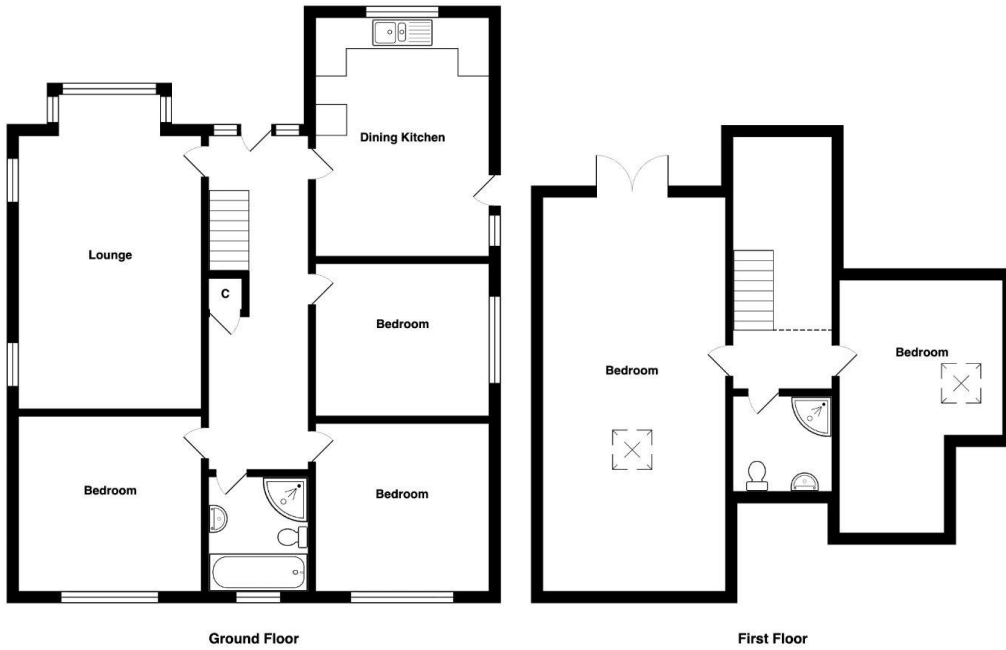 Dining Kitchen
Lounge
C
Bedroom
Bedroom
Bedroom
Ground Floor
Bedroom
Bedroom
First Floor